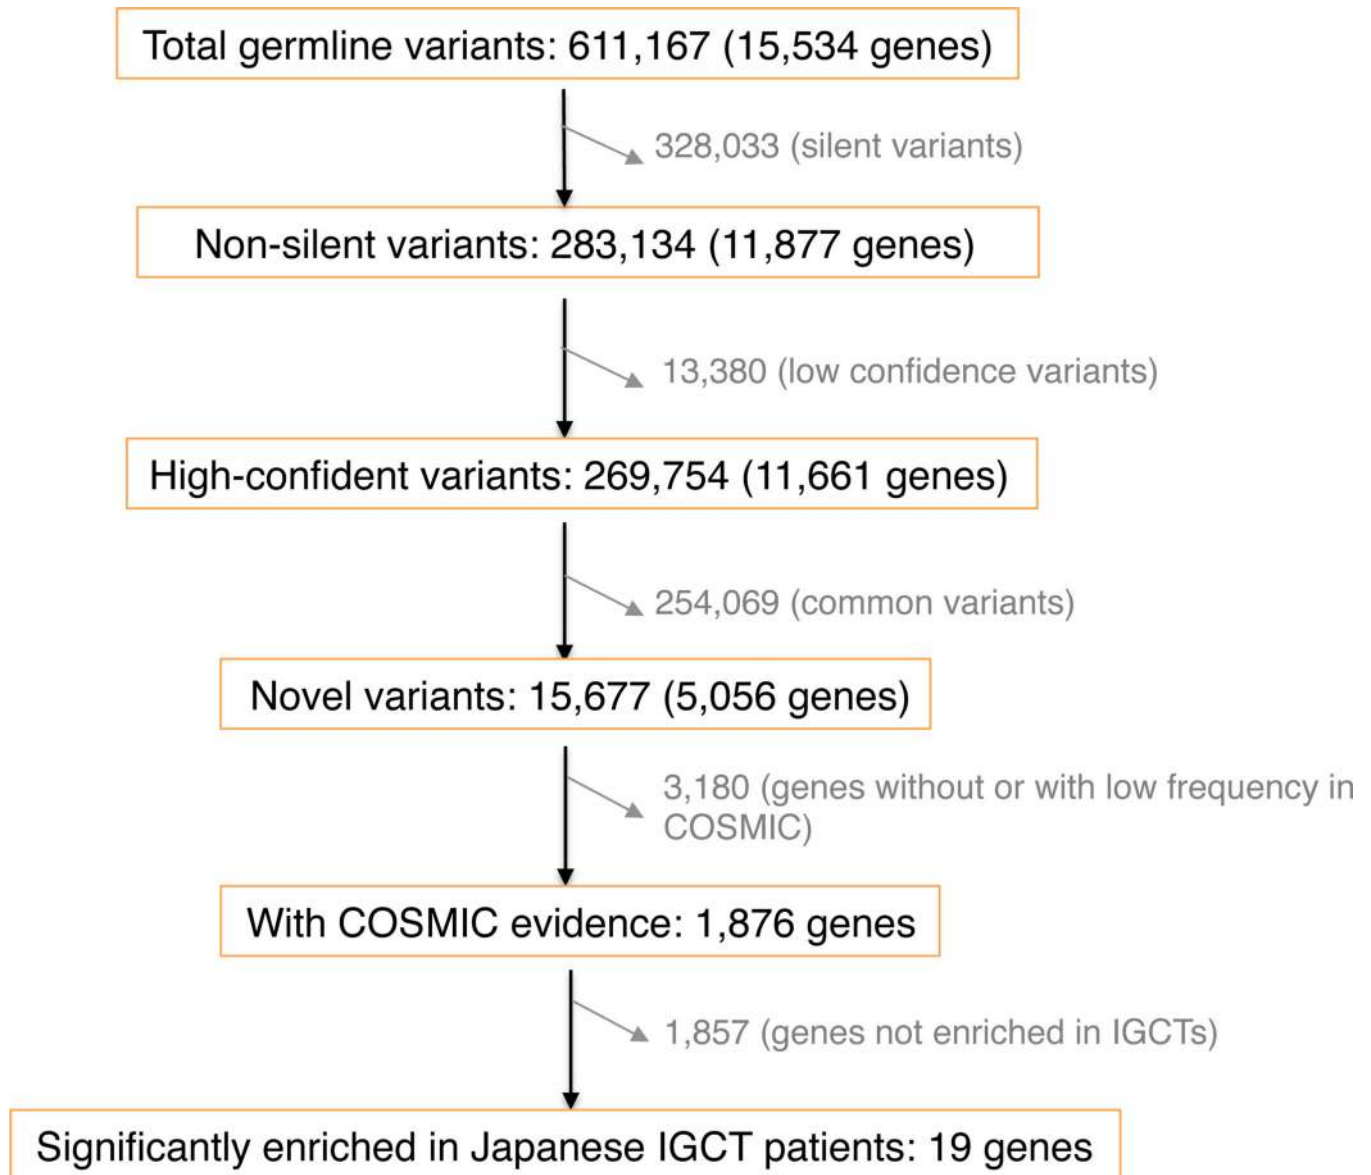 Total germline variants: 611,167 (15,534 genes)
328,033 (silent variants)
Non-silent variants: 283,134 (11,877 genes)
13,380 (low confidence variants)
High-confident variants: 269,754 (11,661 genes)
254,069 (common variants)
Novel variants: 15,677 (5,056 genes)
3,180 (genes without or with low frequency in
COSMIC)
With COSMIC evidence: 1,876 genes
1,857 (genes not enriched in IGCTs)
Significantly enriched in Japanese IGCT patients: 19 genes